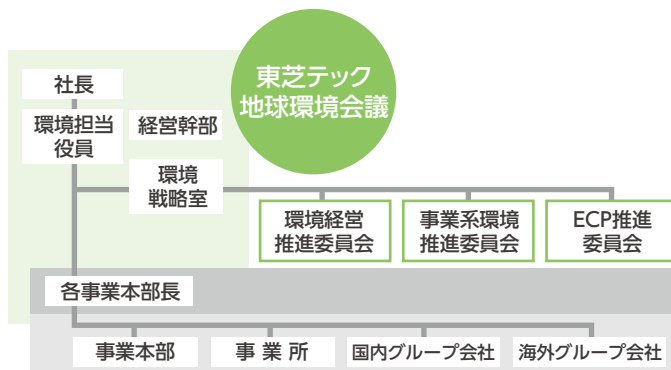 東芝テック
地球環境会議
社長
環境担当
役員
経営幹部
環境
戦略室
環境経営
推進委員会
事業系環境
推進委員会
ECP推進
委員会
各事業本部長
事業本部
事 業 所
国内グループ会社
海外グループ会社